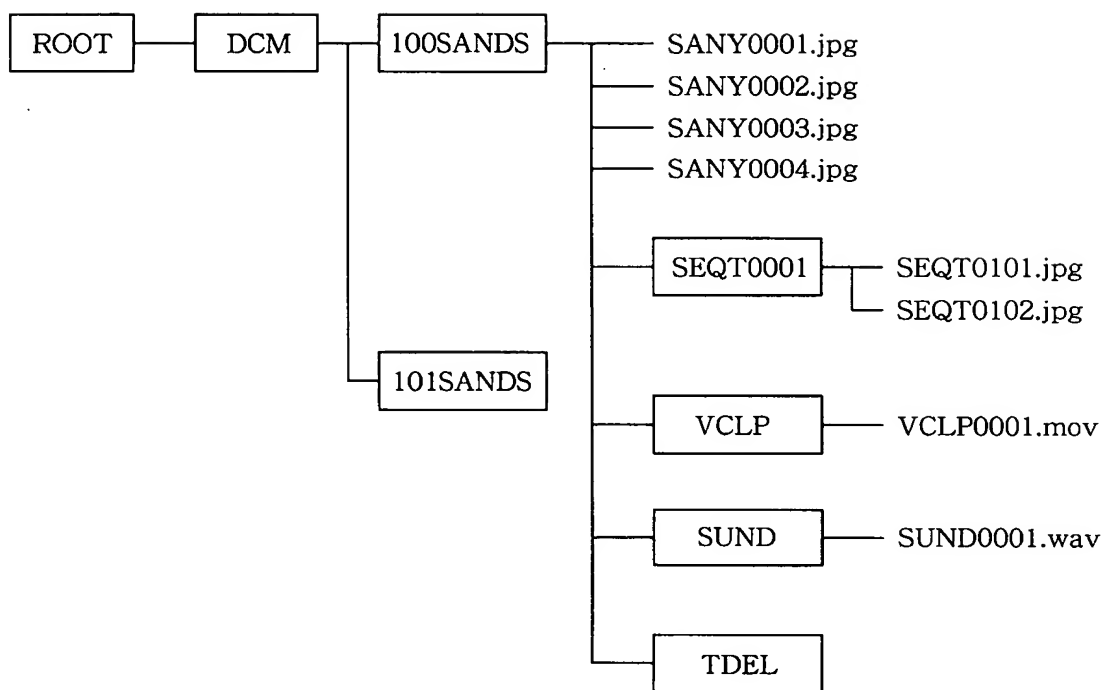 ROOT DCM 100SANDS SANY0001.jpg
SANY0002.jpg
SANY0003.jpg
SANY0004.jpg
SEQT0001 SEQT0101.jpg
SEQT0102.jpg
101SANDS
VCLP VCLP0001.mov
SUND SUND0001.wav
TDEL